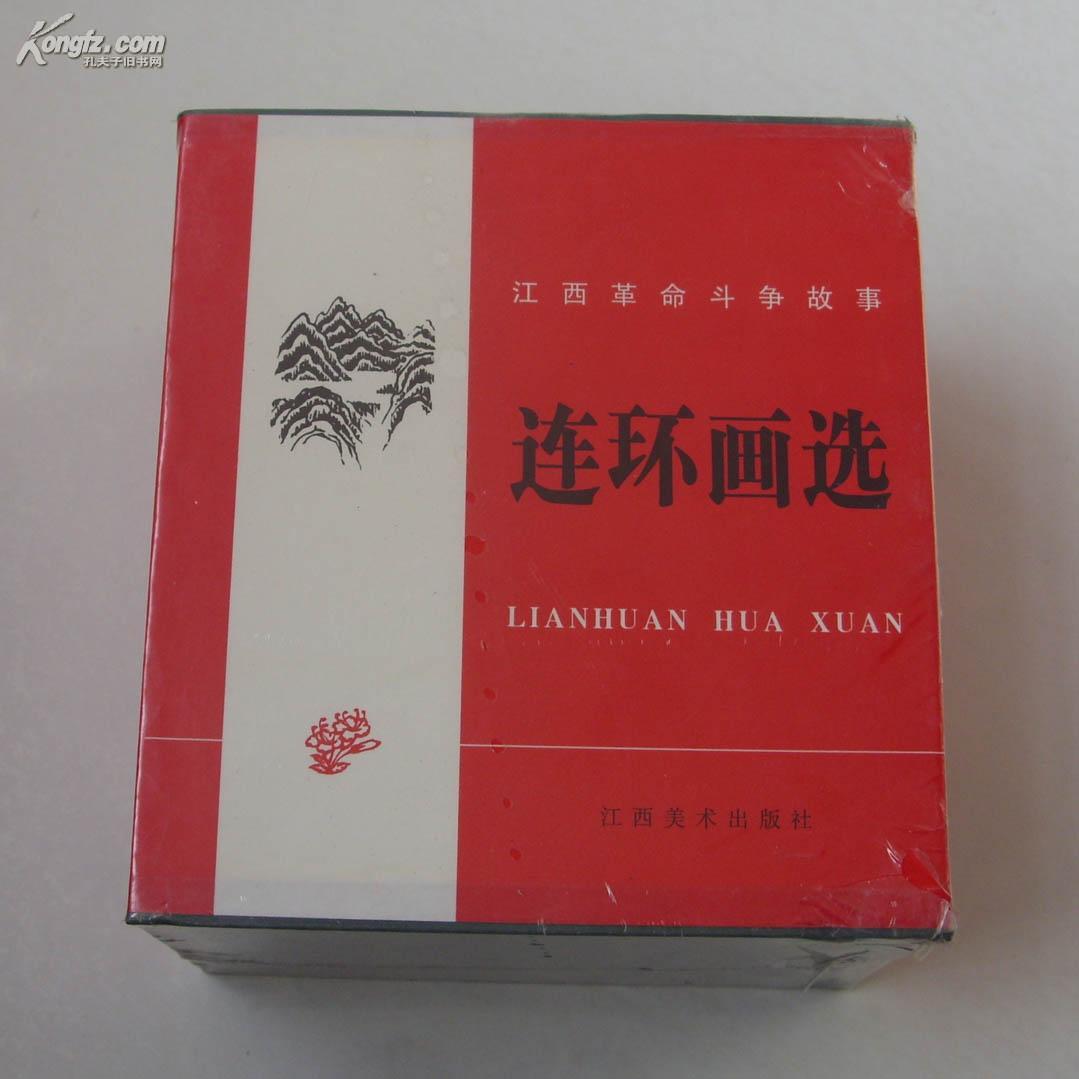 Kongfz.com
孔夫子旧书网
江西革命斗争故事
连环画选
LIANHUAN HUA XUAN
江西美术出版社